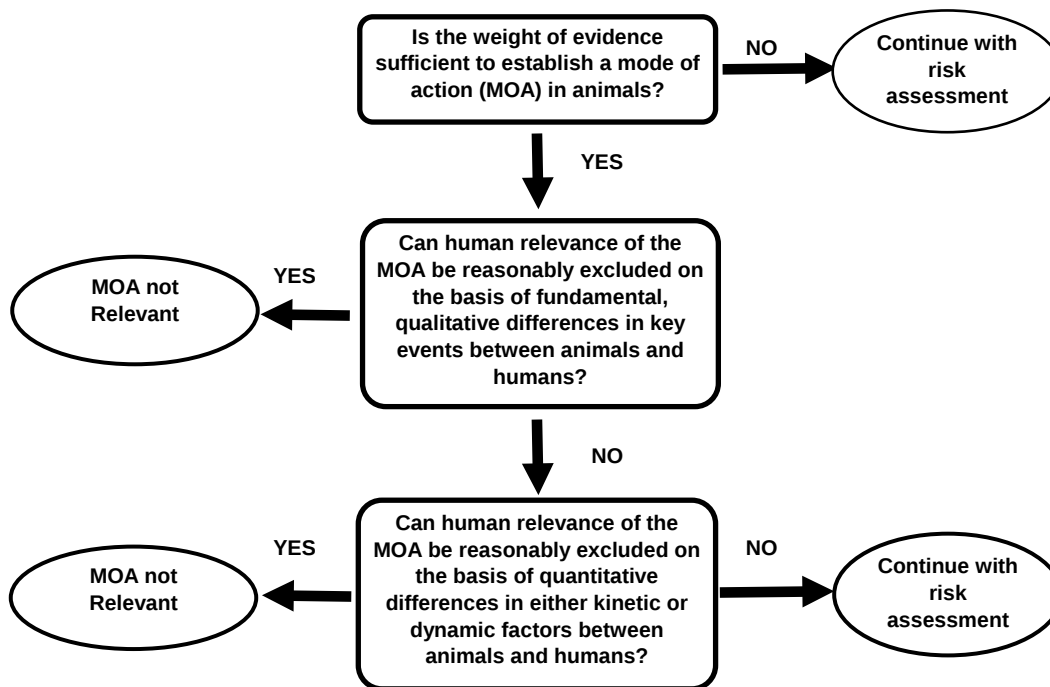 Is the weight of evidence
sufficient to establish a mode of
action (MOA) in animals?
NO
Continue with
risk
assessment
YES
Can human relevance of the
MOA be reasonably excluded on
the basis of fundamental,
qualitative differences in key
events between animals and
humans?
YES
MOA not
Relevant
NO
Can human relevance of the
MOA be reasonably excluded on
the basis of quantitative
differences in either kinetic or
dynamic factors between
animals and humans?
YES
MOA not
Relevant
NO
Continue with
risk
assessment